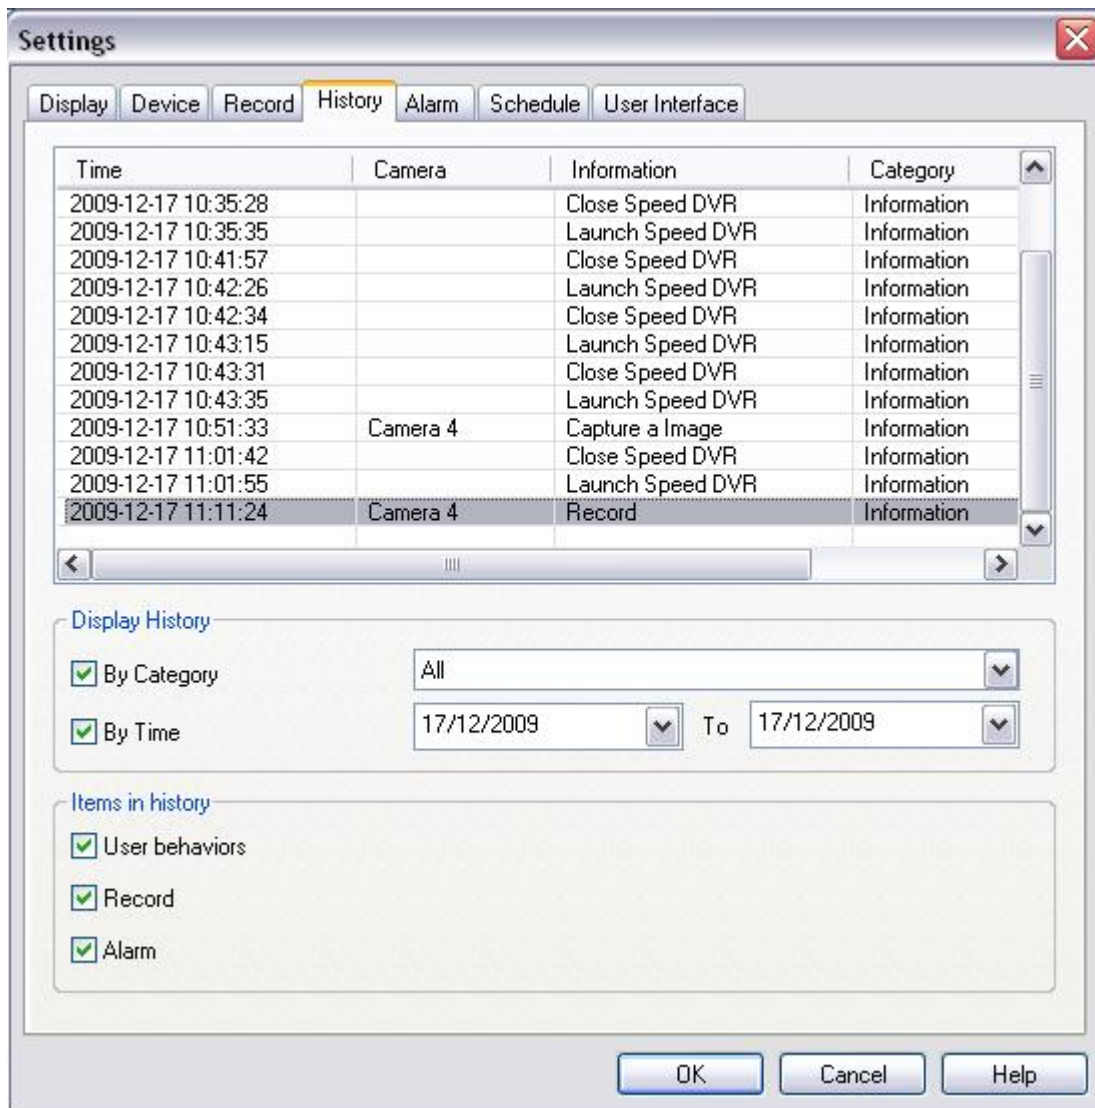 Settings
Display Device Record History Alarm Schedule User Interface
Time Camera Information Category
2009-12-17 10:35:28 Close Speed DVR Information
2009-12-17 10:35:35 Launch Speed DVR Information
2009-12-17 10:41:57 Close Speed DVR Information
2009-12-17 10:42:26 Launch Speed DVR Information
2009-12-17 10:42:34 Close Speed DVR Information
2009-12-17 10:43:15 Launch Speed DVR Information
2009-12-17 10:43:31 Close Speed DVR Information
2009-12-17 10:43:35 Launch Speed DVR Information
2009-12-17 10:51:33 Camera 4 Capture a Image Information
2009-12-17 11:01:42 Close Speed DVR Information
2009-12-17 11:01:55 Launch Speed DVR Information
2009-12-17 11:11:24 Camera 4 Record Information
Display History
By Category All
By Time 17/12/2009 To 17/12/2009
Items in history
User behaviors
Record
Alarm
OK Cancel Help